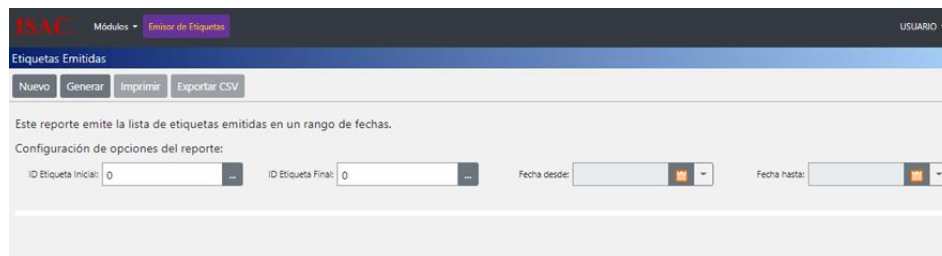 ISAC Módulos Emisor de Etiquetas USUARIO
Etiquetas Emitidas
Nuevo Generar Imprimir Exportar CSV
Este reporte emite la lista de etiquetas emitidas en un rango de fechas.
Configuración de opciones del reporte:
ID Etiqueta Inicial: 0 ... ID Etiqueta Final: 0 ... Fecha desde: Fecha hasta: